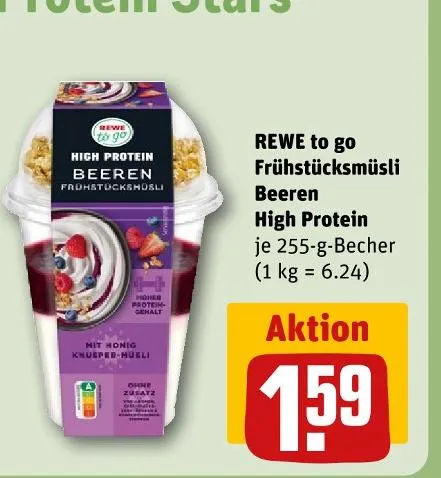 Protein Stars
REWE
to go
HIGH PROTEIN
BEEREN
FRÜHSTÜCKSMÜSLI
HOHER
PROTEIN-
GEHALT
MIT HONIG
KNUSPER-MÜSLI
OHNE
ZUSATZ
REWE to go
Frühstücksmüsli
Beeren
High Protein
je 255-g-Becher
(1 kg = 6.24)
Aktion
1.59